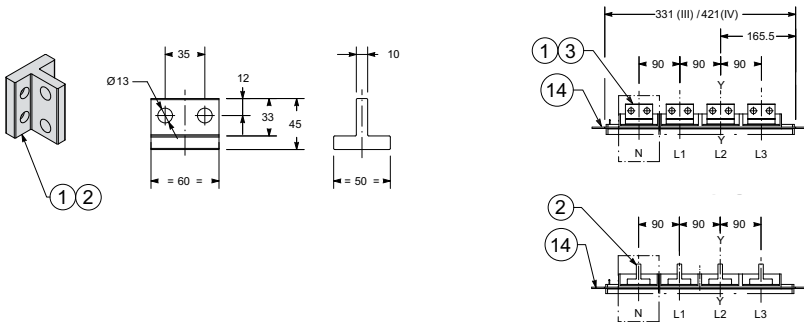 331 (III) / 421(IV)
165.5
1 3
90 90 90
Y
14
N L1 L2 L3
Y
35
10
Ø13
12
33
45
= 60 =
= 50 =
1 2
2
90 90 90
Y
14
N L1 L2 L3
Y